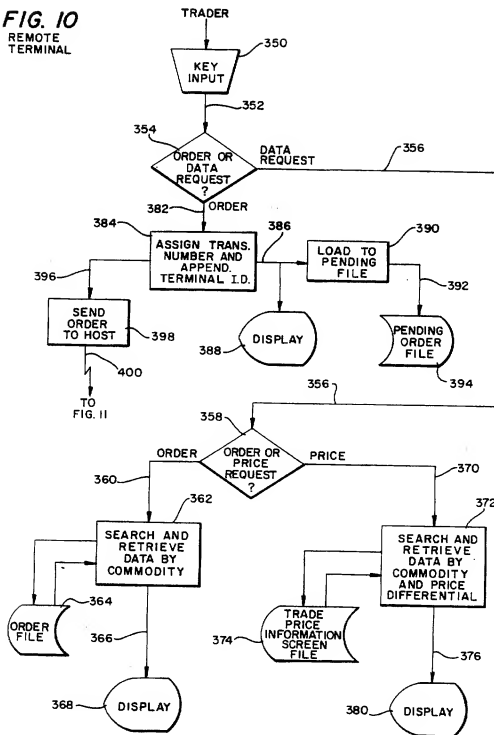 FIG. 10
REMOTE
TERMINAL
TRADER
350
KEY
INPUT
352
354
ORDER OR
DATA
REQUEST
?
DATA
REQUEST
356
382
ORDER
384
ASSIGN TRANS.
NUMBER AND
APPEND.
TERMINAL I.D.
386
390
LOAD TO
PENDING
FILE
396
392
SEND
ORDER
TO HOST
398
388
DISPLAY
PENDING
ORDER
FILE
394
400
TO
FIG. 11
356
358
ORDER OR
PRICE
REQUEST
?
ORDER
PRICE
360
370
362
372
SEARCH AND
RETRIEVE
DATA BY
COMMODITY
SEARCH AND
RETRIEVE
DATA BY
COMMODITY
AND PRICE
DIFFERENTIAL
364
ORDER
FILE
366
374
TRADE
PRICE
INFORMATION
SCREEN
FILE
376
368
DISPLAY
380
DISPLAY